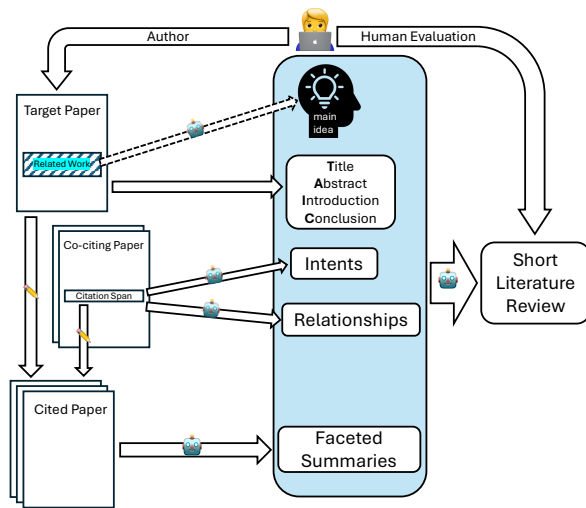 Author
Human Evaluation
Target Paper
Related Work
main
idea
Title
Abstract
Introduction
Conclusion
Co-citing Paper
Citation Span
Intents
Relationships
Short
Literature
Review
Cited Paper
Faceted
Summaries